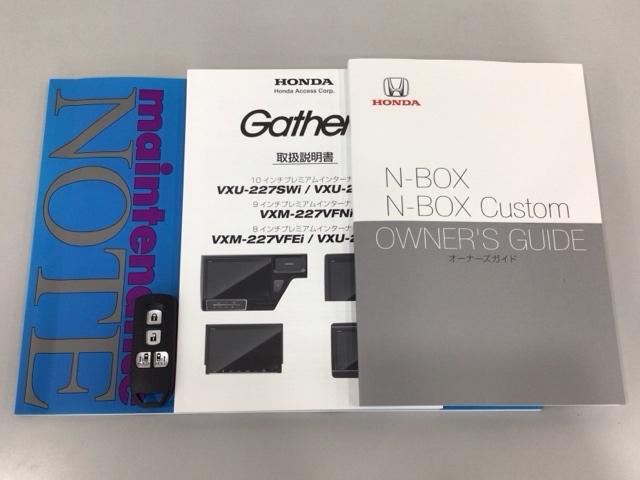 maintenance
NOTE
HONDA
Honda Access Corp.
Gather
取扱説明書
10インチプレミアムインターナ
VXU-227SWi / VXU-2
9インチプレミアムインターナ
VXM-227VFNi
8インチプレミアムインターナ
VXM-227VFEi / VXU-2
HONDA
N-BOX
N-BOX Custom
OWNER'S GUIDE
オーナーズガイド